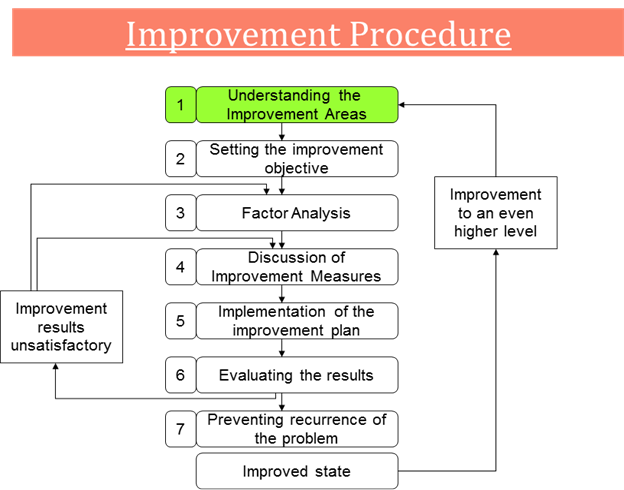 Improvement Procedure
1
Understanding the
Improvement Areas
2
Setting the improvement
objective
3
Factor Analysis
4
Discussion of
Improvement Measures
5
Implementation of the
improvement plan
6
Evaluating the results
7
Preventing recurrence of
the problem
Improved state
Improvement
results
unsatisfactory
Improvement
to an even
higher level